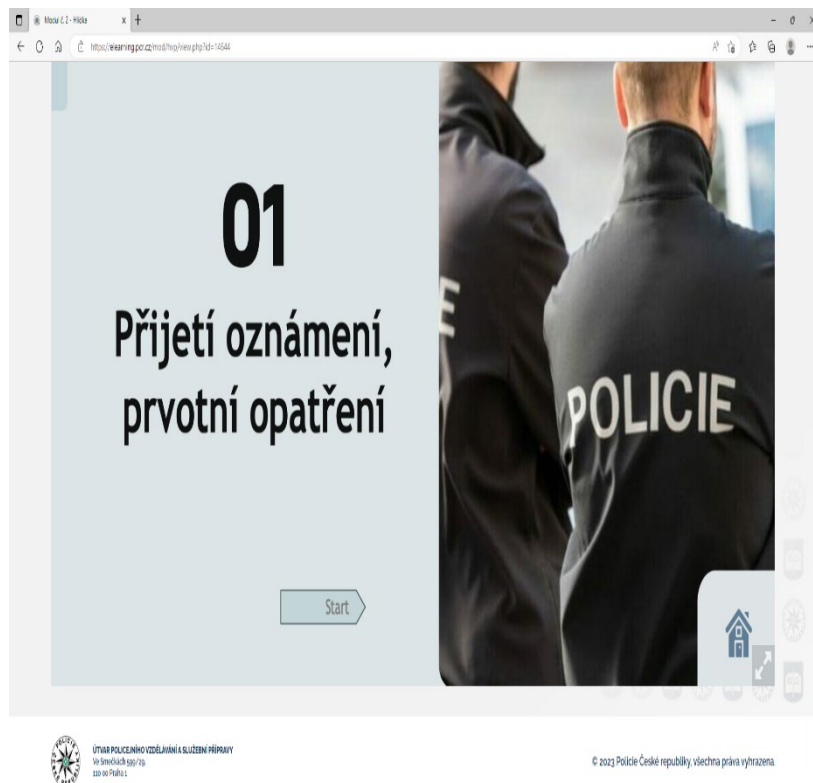 Modul č. 2 - Hlídka
https://elearning.pcr.cz/mod/hvp/view.php?id=14544
01
Přijetí oznámení,
prvotní opatření
POLICIE
E
Start
ÚTVAR POLICEJNÍHO VZDĚLÁVÁNÍ A SLUŽEBNÍ PŘÍPRAVY
Ve Smečkách 599/29,
110 00 Praha 1
© 2023 Policie České republiky, všechna práva vyhrazena.